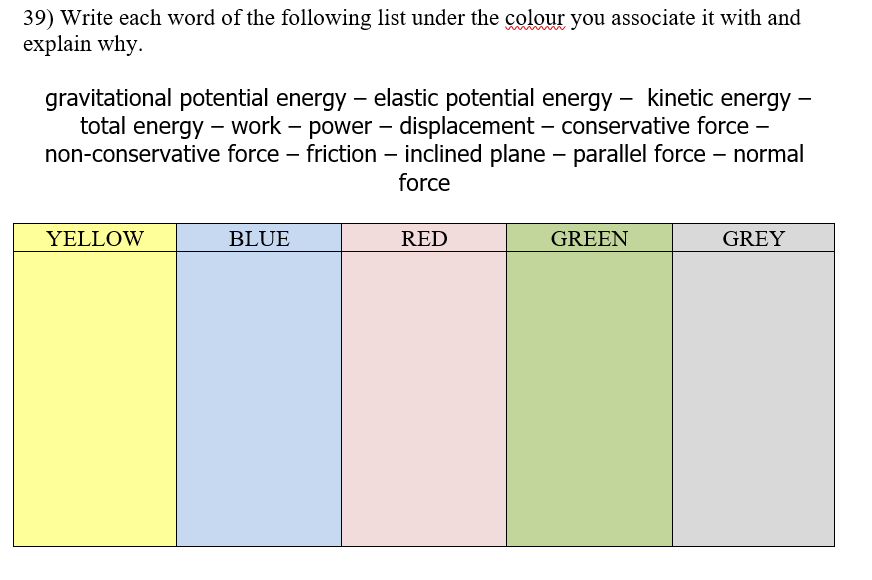 39) Write each word of the following list under the colour you associate it with and
explain why.
gravitational potential energy – elastic potential energy – kinetic energy –
total energy – work – power – displacement – conservative force –
non-conservative force – friction – inclined plane – parallel force – normal
force
YELLOW BLUE RED GREEN GREY